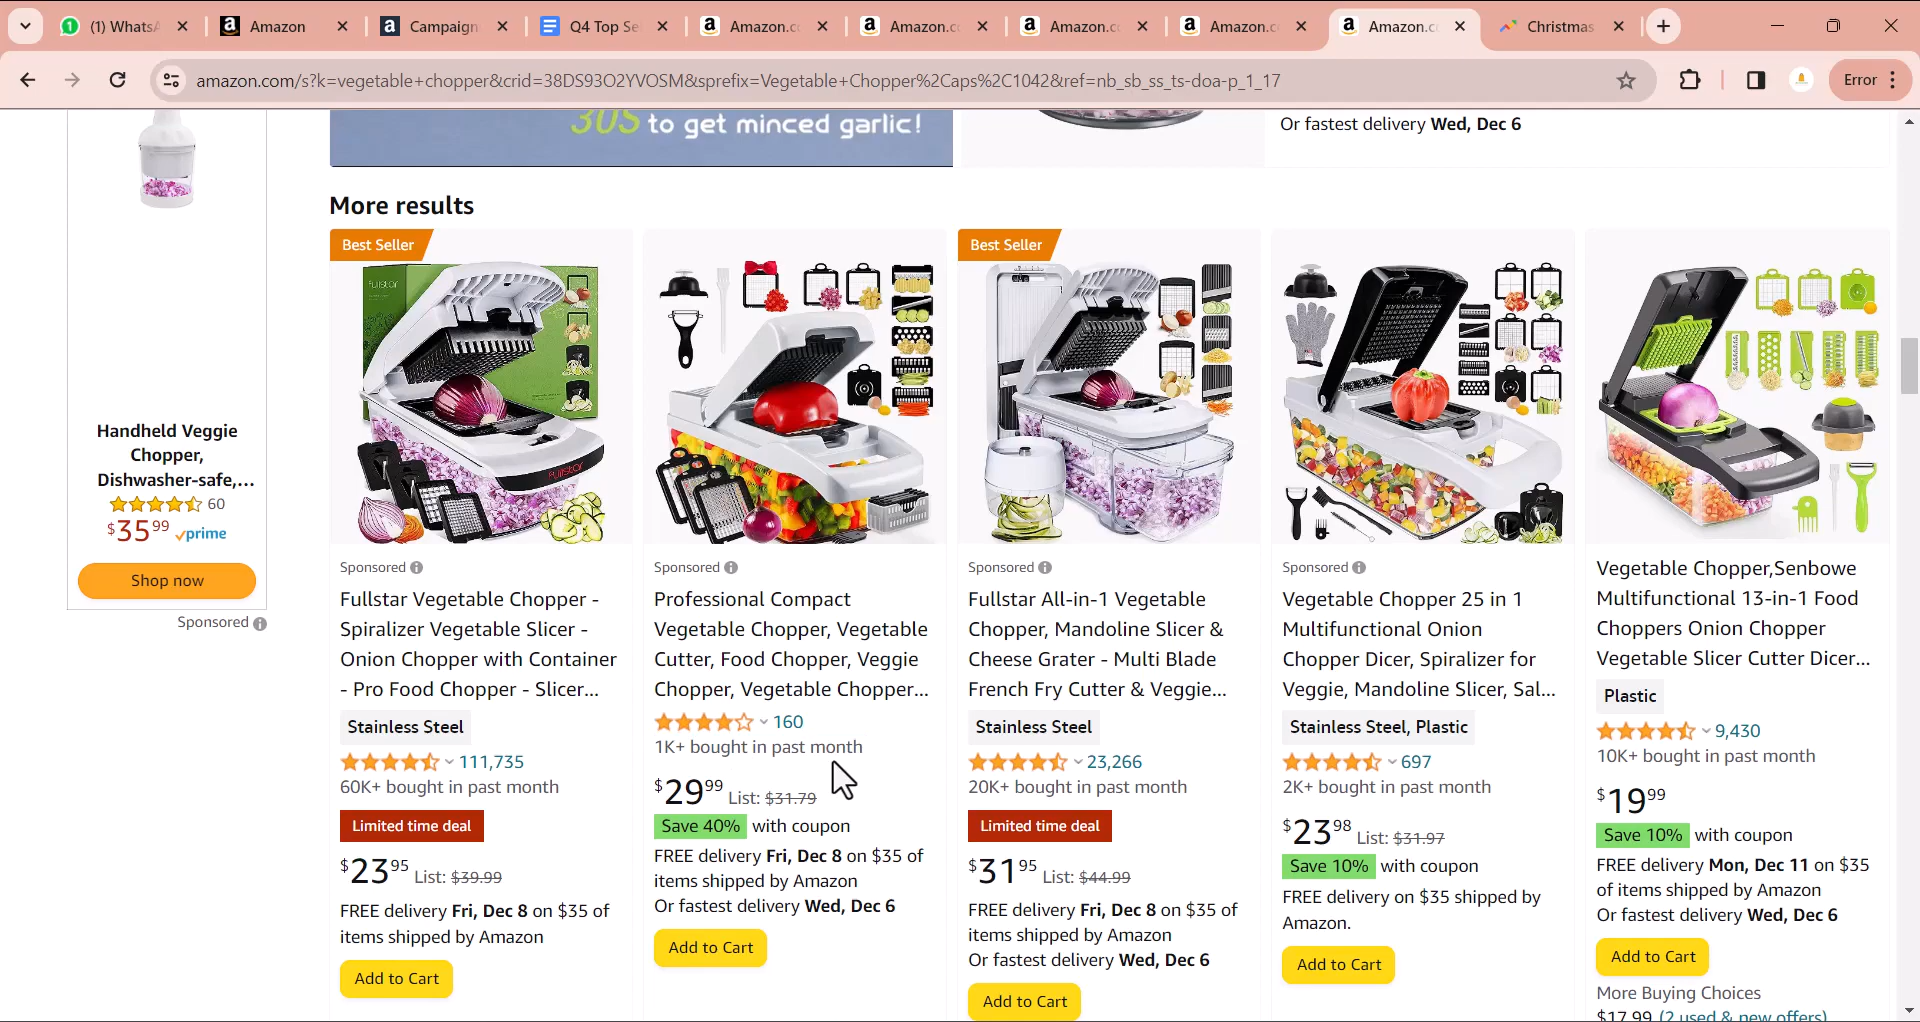 (1) WhatsA
Amazon
Campaign
Q4 Top Se
Amazon.c
Amazon.c
Amazon.c
Amazon.c
Amazon.c
Christmas
amazon.com/s?k=vegetable+chopper&crid=38DS93O2YVOSM&sprefix=Vegetable+Chopper%2Caps%2C1042&ref=nb_sb_ss_ts-doa-p_1_17
Error
30S to get minced garlic!
Or fastest delivery Wed, Dec 6
Handheld Veggie
Chopper,
Dishwasher-safe,...
60
$35 99 prime
Shop now
Sponsored
More results
Best Seller
Fullstar
Fullstar
Sponsored
Fullstar Vegetable Chopper -
Spiralizer Vegetable Slicer -
Onion Chopper with Container
- Pro Food Chopper - Slicer...
Stainless Steel
111,735
60K+ bought in past month
Limited time deal
$23 95 List: $39.99
FREE delivery Fri, Dec 8 on $35 of
items shipped by Amazon
Add to Cart
Sponsored
Professional Compact
Vegetable Chopper, Vegetable
Cutter, Food Chopper, Veggie
Chopper, Vegetable Chopper...
160
1K+ bought in past month
$29 99 List: $31.79
Save 40% with coupon
FREE delivery Fri, Dec 8 on $35 of
items shipped by Amazon
Or fastest delivery Wed, Dec 6
Add to Cart
Best Seller
Sponsored
Fullstar All-in-1 Vegetable
Chopper, Mandoline Slicer &
Cheese Grater - Multi Blade
French Fry Cutter & Veggie...
Stainless Steel
23,266
20K+ bought in past month
Limited time deal
$31 95 List: $44.99
FREE delivery Fri, Dec 8 on $35 of
items shipped by Amazon
Or fastest delivery Wed, Dec 6
Add to Cart
Sponsored
Vegetable Chopper 25 in 1
Multifunctional Onion
Chopper Dicer, Spiralizer for
Veggie, Mandoline Slicer, Sal...
Stainless Steel, Plastic
697
2K+ bought in past month
$23 98 List: $31.97
Save 10% with coupon
FREE delivery on $35 shipped by
Amazon.
Add to Cart
Vegetable Chopper,Senbowe
Multifunctional 13-in-1 Food
Choppers Onion Chopper
Vegetable Slicer Cutter Dicer...
Plastic
9,430
10K+ bought in past month
$19 99
Save 10% with coupon
FREE delivery Mon, Dec 11 on $35
of items shipped by Amazon
Or fastest delivery Wed, Dec 6
Add to Cart
More Buying Choices
$17.99 (2 used & new offers)